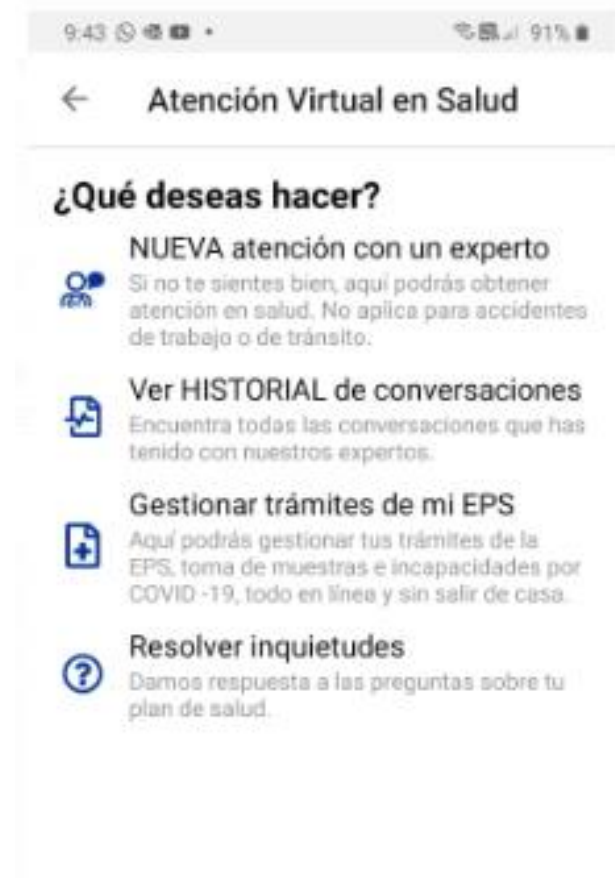 9:43
91%
Atención Virtual en Salud
¿Qué deseas hacer?
NUEVA atención con un experto
Si no te sientes bien, aquí podrás obtener
atención en salud. No aplica para accidentes
de trabajo o de tránsito.
Ver HISTORIAL de conversaciones
Encuentra todas las conversaciones que has
tenido con nuestros expertos.
Gestionar trámites de mi EPS
Aquí podrás gestionar tus trámites de la
EPS, toma de muestras e incapacidades por
COVID -19, todo en línea y sin salir de casa.
Resolver inquietudes
Damos respuesta a las preguntas sobre tu
plan de salud.